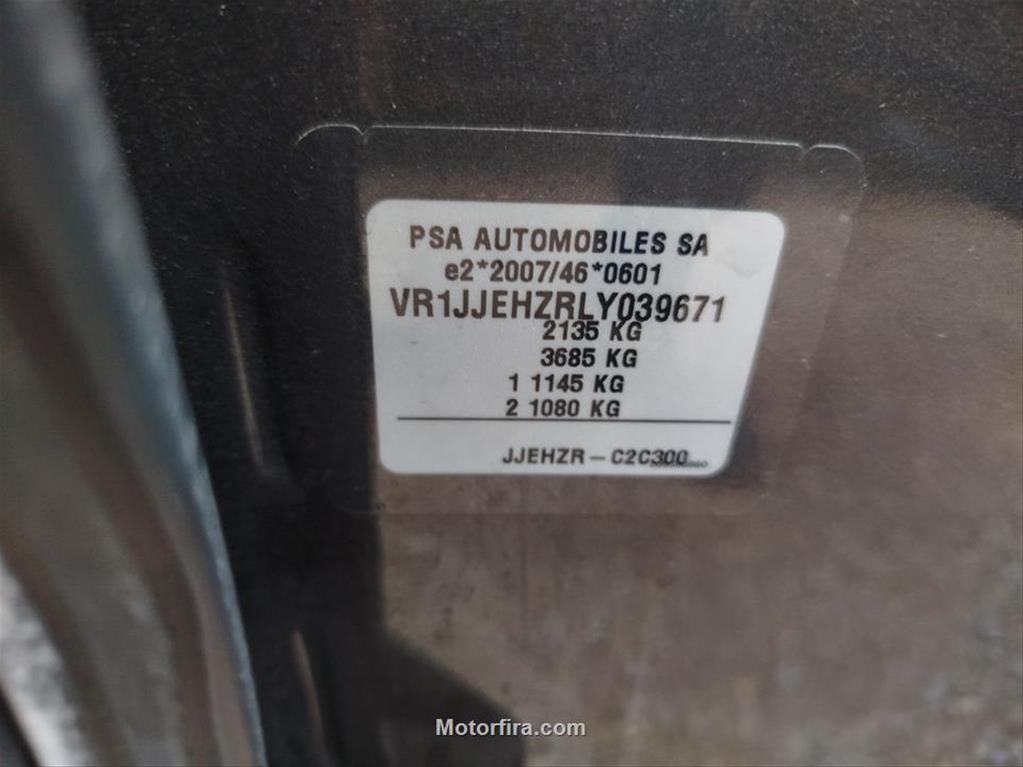 PSA AUTOMOBILES SA
e2*2007/46*0601
VR1JJEHZRLY039671
2135 KG
3685 KG
1 1145 KG
2 1080 KG
JJEHZR – C2C300
Motorfira.com